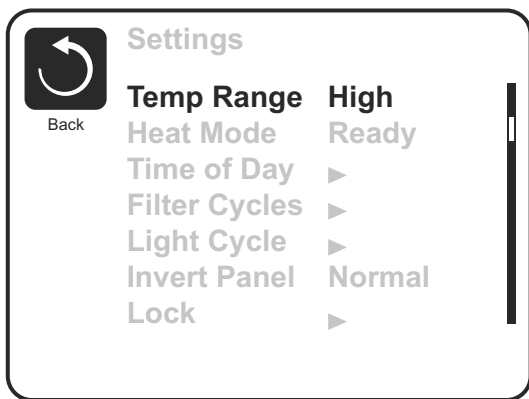 Settings
Back
Temp Range High
Heat Mode Ready
Time of Day
Filter Cycles
Light Cycle
Invert Panel Normal
Lock